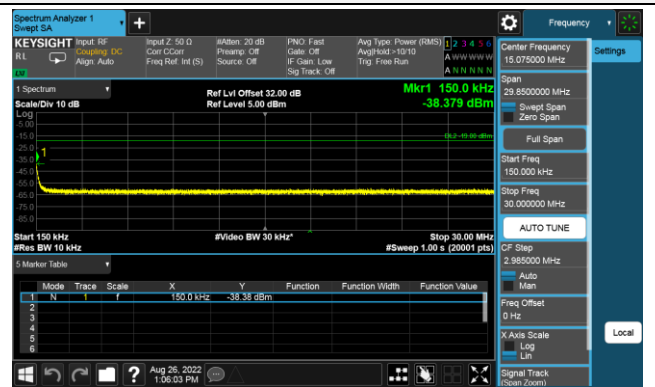 Spectrum Analyzer 1
Swept SA
+
Frequency
KEYSIGHT
RL
LW
Input: RF
Coupling: DC
Align: Auto
Input Z: 50 Ω
Corr CCorr
Freq Ref: Int (S)
#Atten: 20 dB
Preamp: Off
Source: Off
PNO: Fast
Gate: Off
IF Gain: Low
Sig Track: Off
Avg Type: Power (RMS)
Avg|Hold:>10/10
Trig: Free Run
1 2 3 4 5 6
A W W W W W
A N N N N N
1 Spectrum
Scale/Div 10 dB
Log
Ref Lvl Offset 32.00 dB
Ref Level 5.00 dBm
Mkr1 150.0 kHz
-38.379 dBm
-5.00
-15.0
-25.0
-35.0
-45.0
-55.0
-65.0
-75.0
-85.0
1
DL2 -19.00 dBm
Start 150 kHz
#Res BW 10 kHz
#Video BW 30 kHz*
Stop 30.00 MHz
#Sweep 1.00 s (20001 pts)
5 Marker Table
Mode Trace Scale X Y Function Function Width Function Value
1 N 1 f 150.0 kHz -38.38 dBm
2
3
4
5
6
Aug 26, 2022
1:06:03 PM
Center Frequency
15.075000 MHz
Span
29.8500000 MHz
Swept Span
Zero Span
Full Span
Start Freq
150.000 kHz
Stop Freq
30.000000 MHz
AUTO TUNE
CF Step
2.985000 MHz
Auto
Man
Freq Offset
0 Hz
X Axis Scale
Log
Lin
Signal Track
(Span Zoom)
Settings
Local